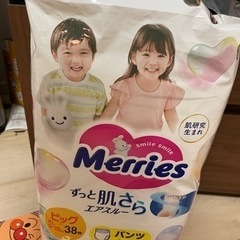 肌研究
生まれ
smile smile
Merries
ずっと肌さら
エアスルー
ビッグ
38枚
パンツ